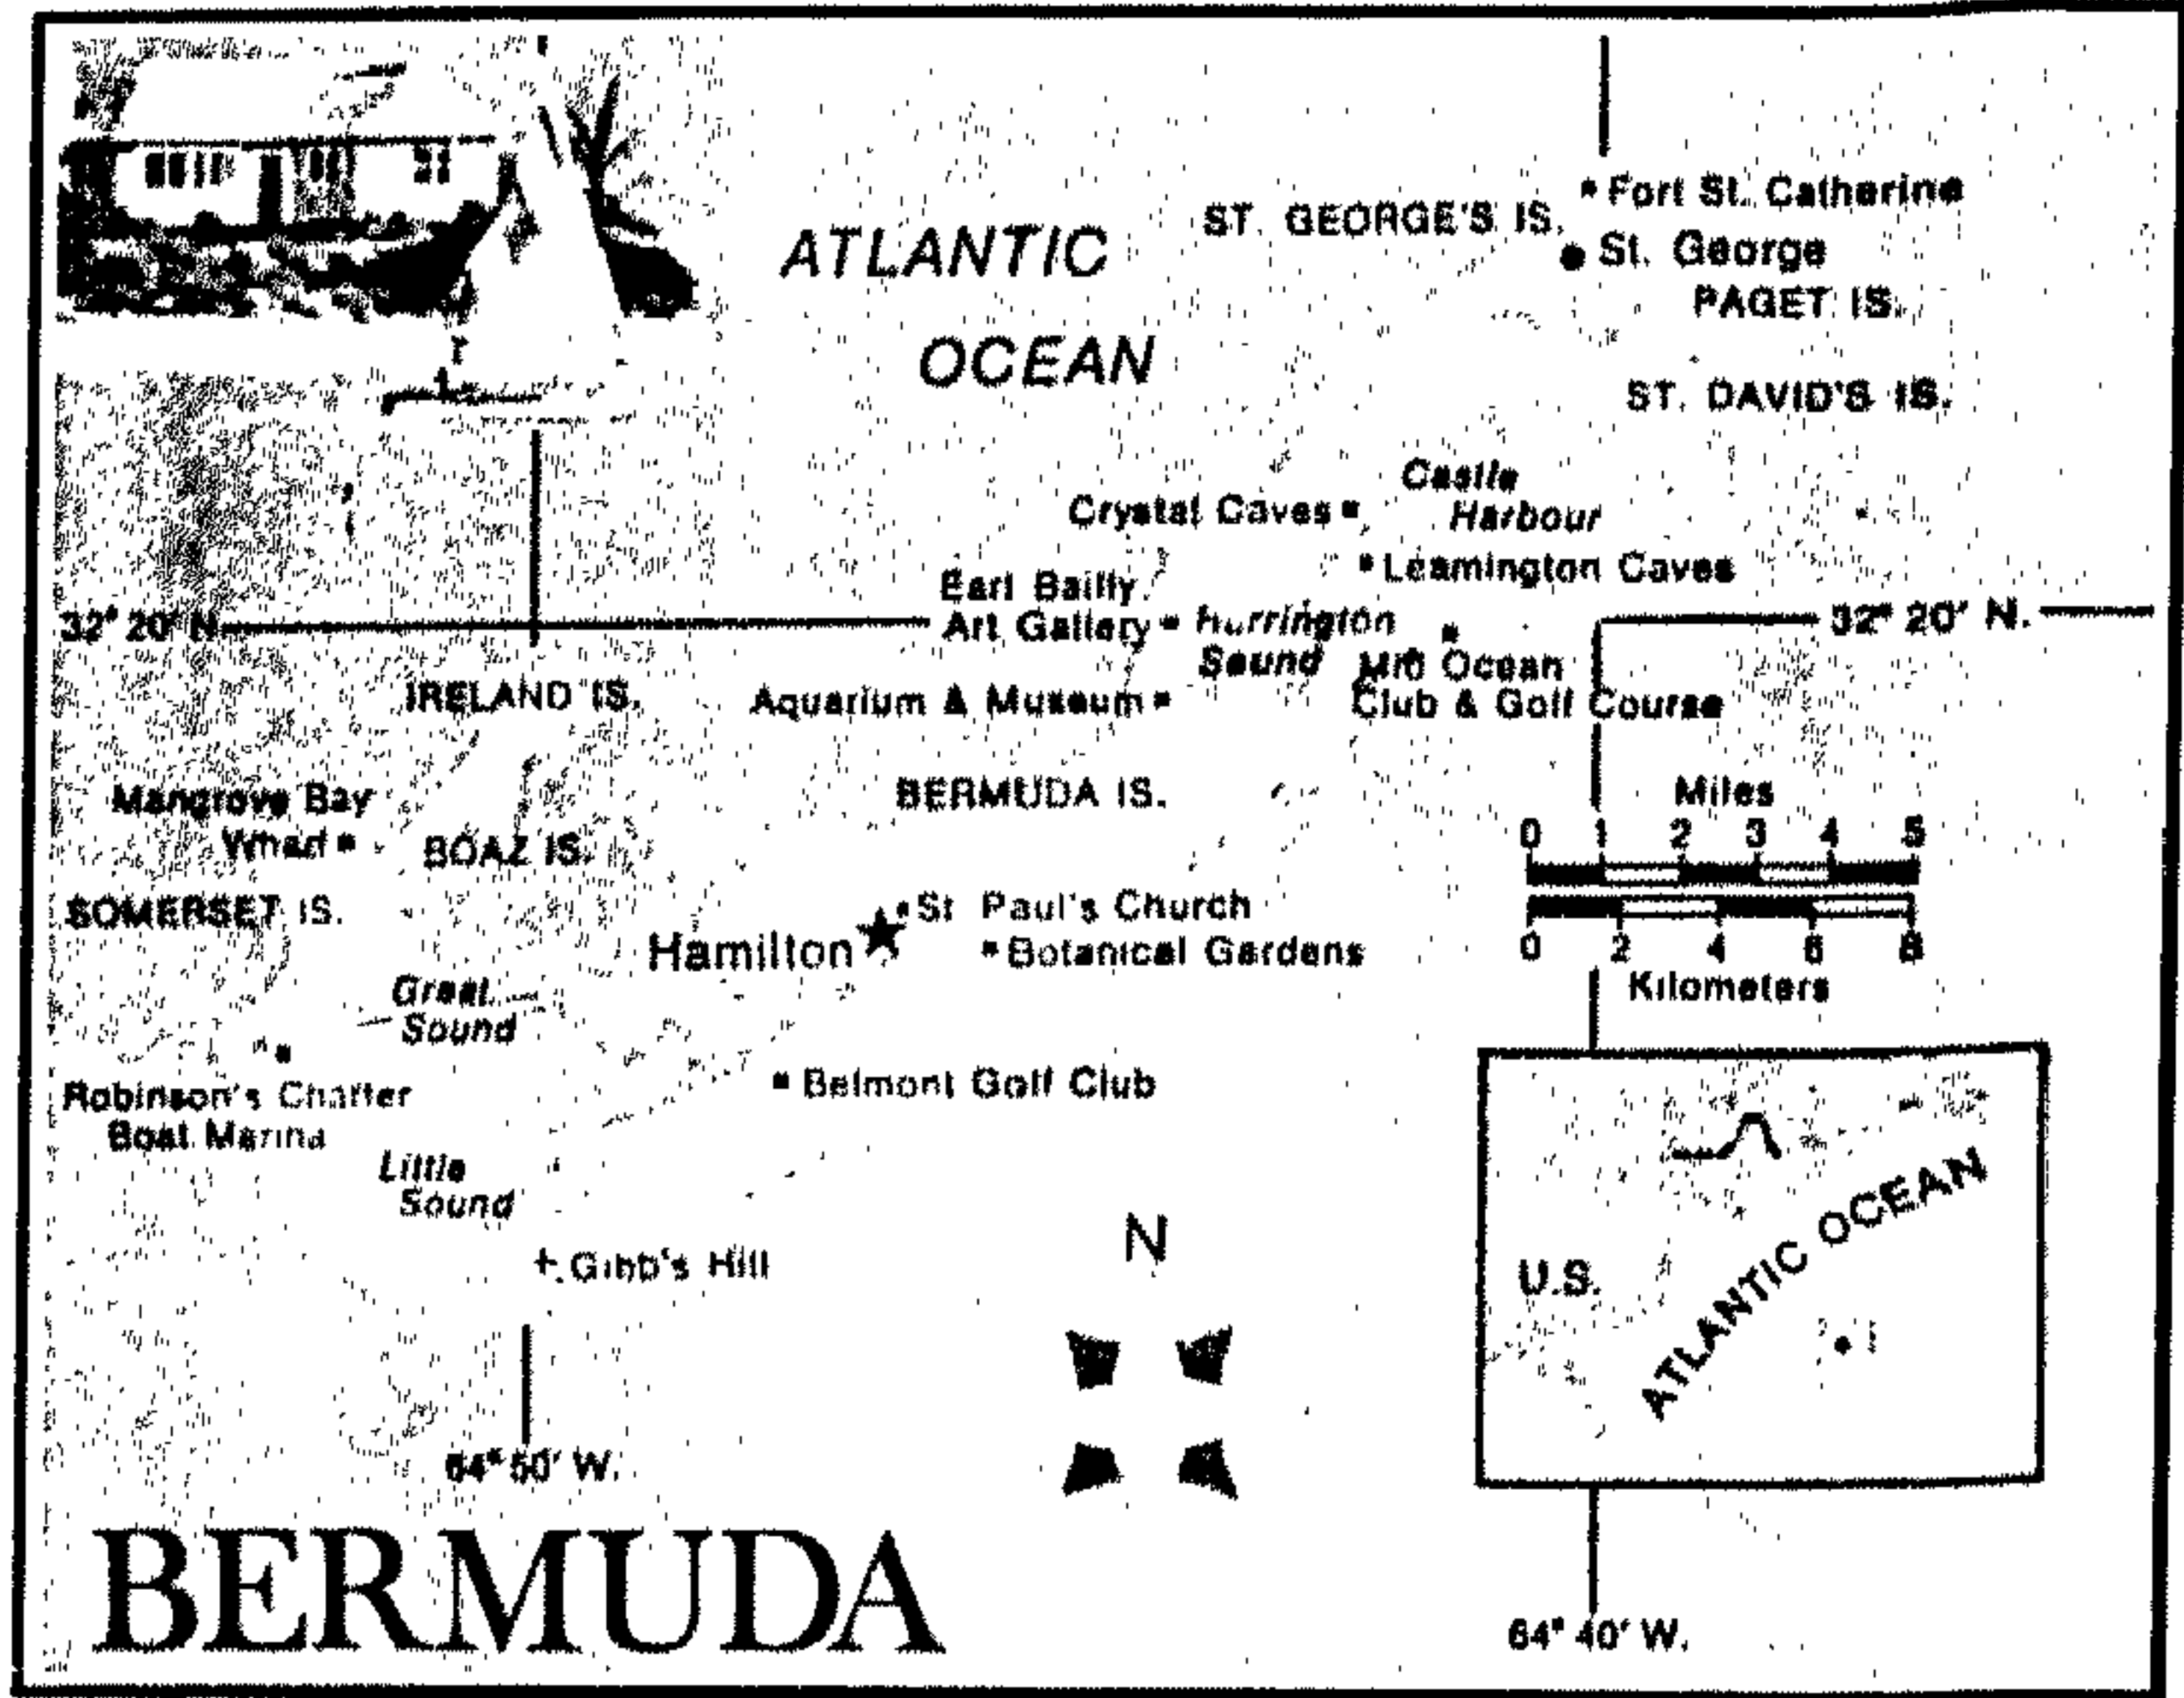 ATLANTIC
OCEAN
ST. GEORGE'S IS.
Fort St. Catherine
St. George
PAGET IS.
ST. DAVID'S IS.
Castle
Harbour
Crystal Caves
Leamington Caves
Earl Bailly
Art Gallery
Harrington
Sound
32° 20' N
32° 20' N.
Mid Ocean
Club & Golf Course
IRELAND IS.
Aquarium & Museum
BERMUDA IS.
Mangrove Bay
Wharf
BOAZ IS.
SOMERSET IS.
Miles
0 1 2 3 4 5
0 2 4 6 8
Kilometers
St Paul's Church
Hamilton
Botanical Gardens
Great
Sound
Robinson's Charter
Boat Marina
Belmont Golf Club
Little
Sound
Gibb's Hill
N
U.S.
ATLANTIC OCEAN
64° 50' W.
64° 40' W.
BERMUDA